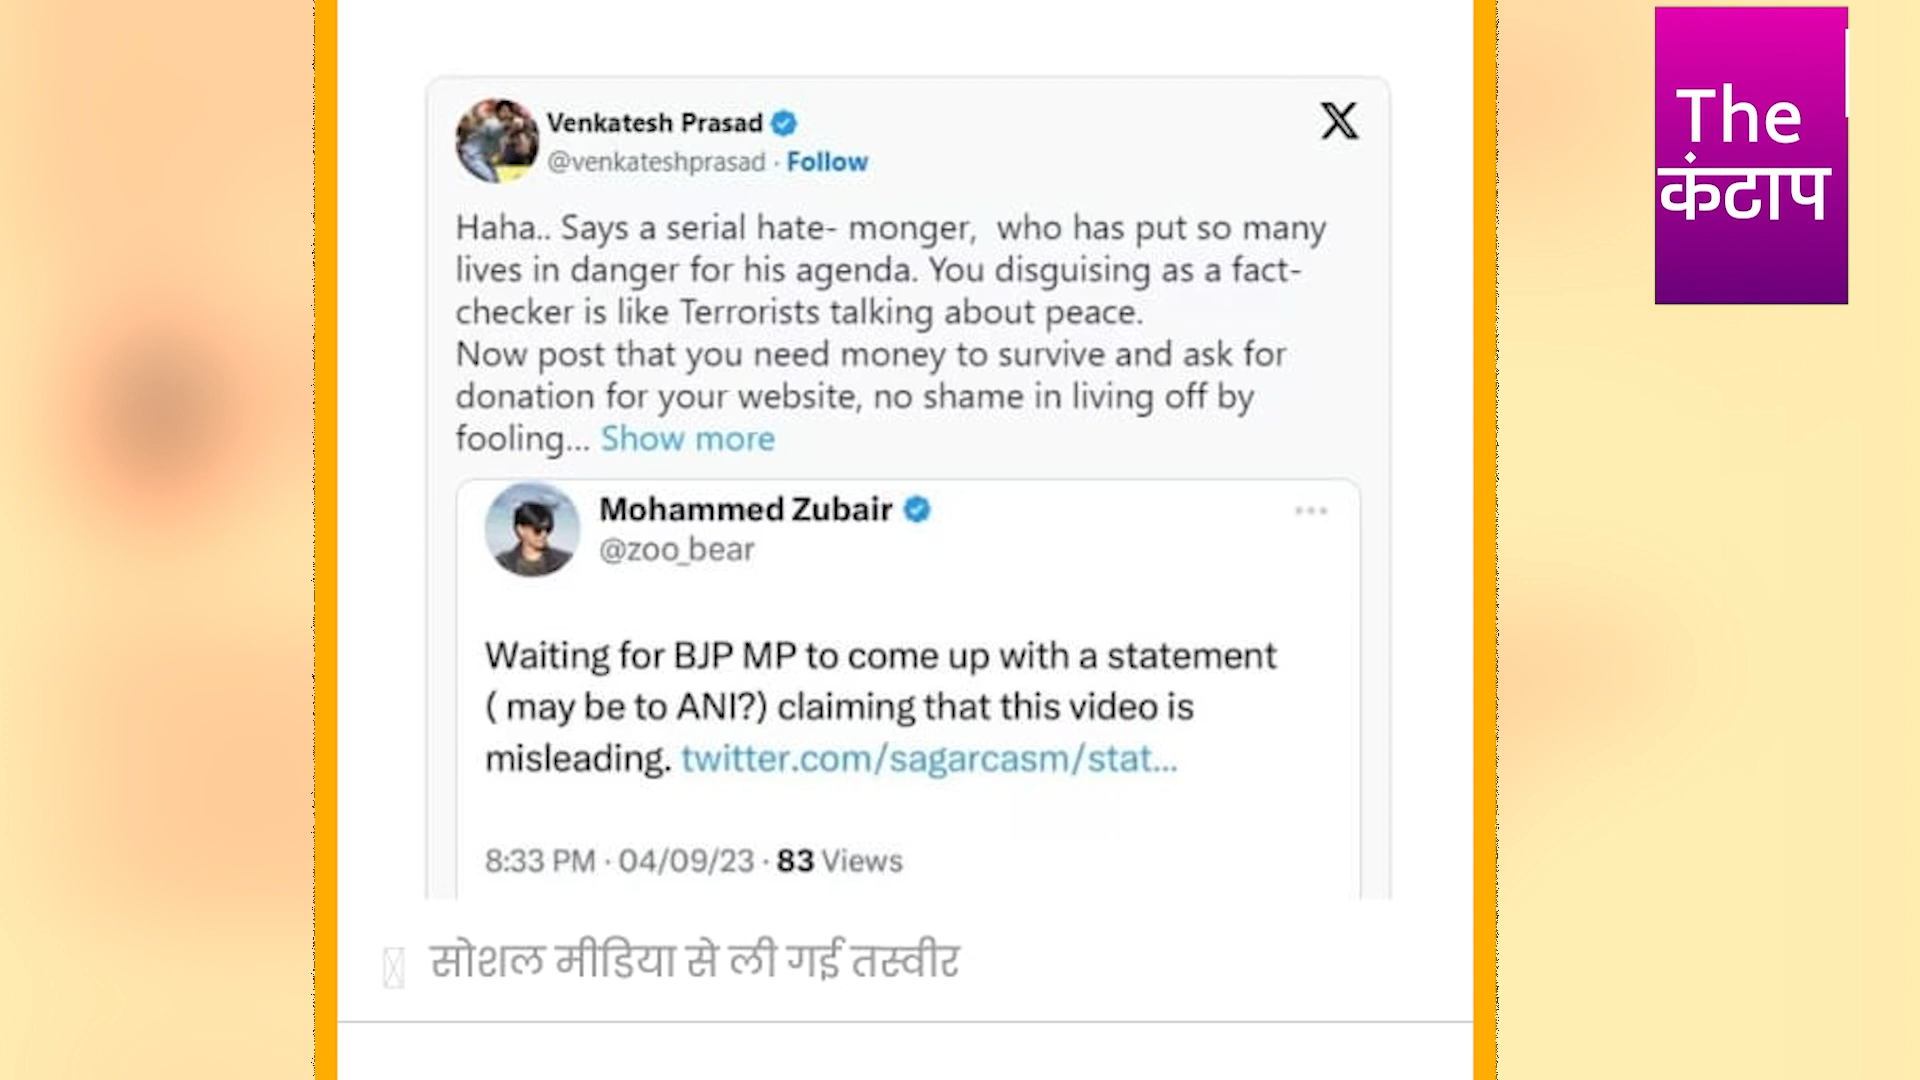 Venkatesh Prasad
@venkateshprasad · Follow
Haha.. Says a serial hate- monger,  who has put so many
lives in danger for his agenda. You disguising as a fact-
checker is like Terrorists talking about peace.
Now post that you need money to survive and ask for
donation for your website, no shame in living off by
fooling... Show more
Mohammed Zubair
@zoo_bear
Waiting for BJP MP to come up with a statement
( may be to ANI?) claiming that this video is
misleading. twitter.com/sagarcasm/stat...
8:33 PM · 04/09/23 · 83 Views
सोशल मीडिया से ली गई तस्वीर
The
कंटाप